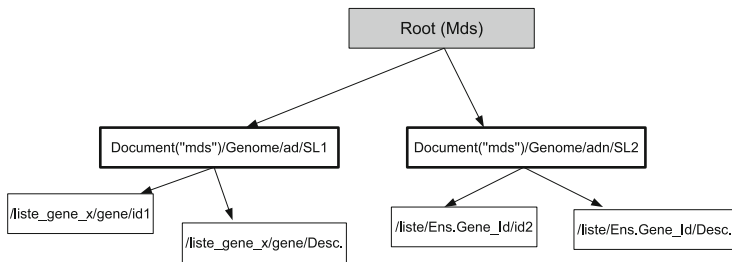 Root (Mds)
Document("mds")/Genome/ad/SL1
Document("mds")/Genome/adn/SL2
/liste_gene_x/gene/id1
/liste_gene_x/gene/Desc.
/liste/Ens.Gene_Id/id2
/liste/Ens.Gene_Id/Desc.